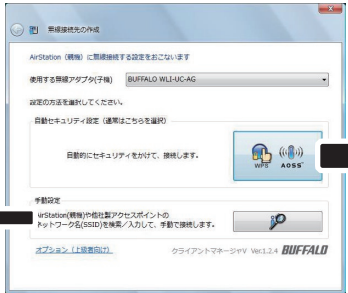 無線接続先の作成
AirStation（親機）に無線接続する設定をおこないます
使用する無線アダプタ(子機) BUFFALO WLI-UC-AG
設定の方法を選択してください。
自動セキュリティ設定（通常はこちらを選択）
自動的にセキュリティをかけて、接続します。
WPS AOSS
手動設定
irStation(親機)や他社製アクセスポイントの
ネットワーク名(SSID)を検索／入力して、手動で接続します。
オプション（上級者向け）
クライアントマネージャV Ver.1.2.4 BUFFALO